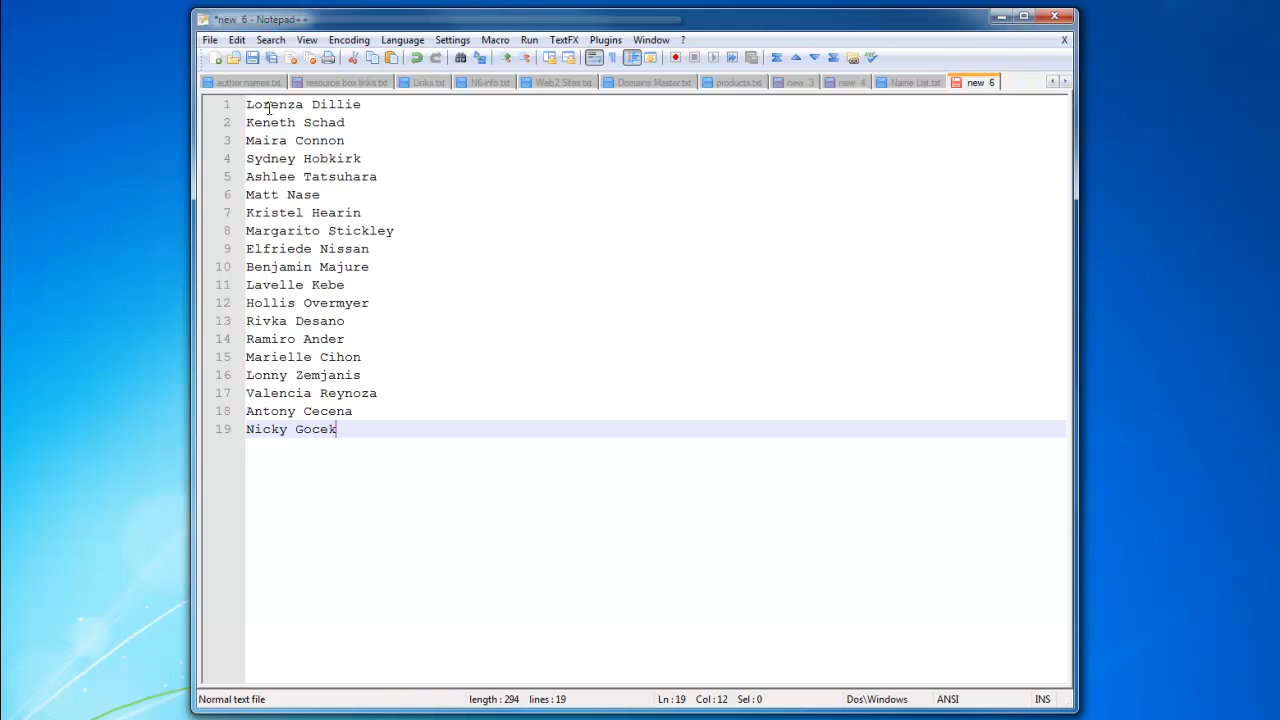 *new  6 - Notepad++
File Edit Search View Encoding Language Settings Macro Run TextFX Plugins Window ? X
author names.txt resource box links.txt Links.txt N6-info.txt Web2 Sites.txt Domains Master.txt products.txt new  3 new  4 Name List.txt new  6
1 Lorenza Dillie
2 Keneth Schad
3 Maira Connon
4 Sydney Hobkirk
5 Ashlee Tatsuhara
6 Matt Nase
7 Kristel Hearin
8 Margarito Stickley
9 Elfriede Nissan
10 Benjamin Majure
11 Lavelle Kebe
12 Hollis Overmyer
13 Rivka Desano
14 Ramiro Ander
15 Marielle Cihon
16 Lonny Zemjanis
17 Valencia Reynoza
18 Antony Cecena
19 Nicky Gocek
Normal text file length : 294 lines : 19 Ln : 19 Col : 12 Sel : 0 Dos\Windows ANSI INS